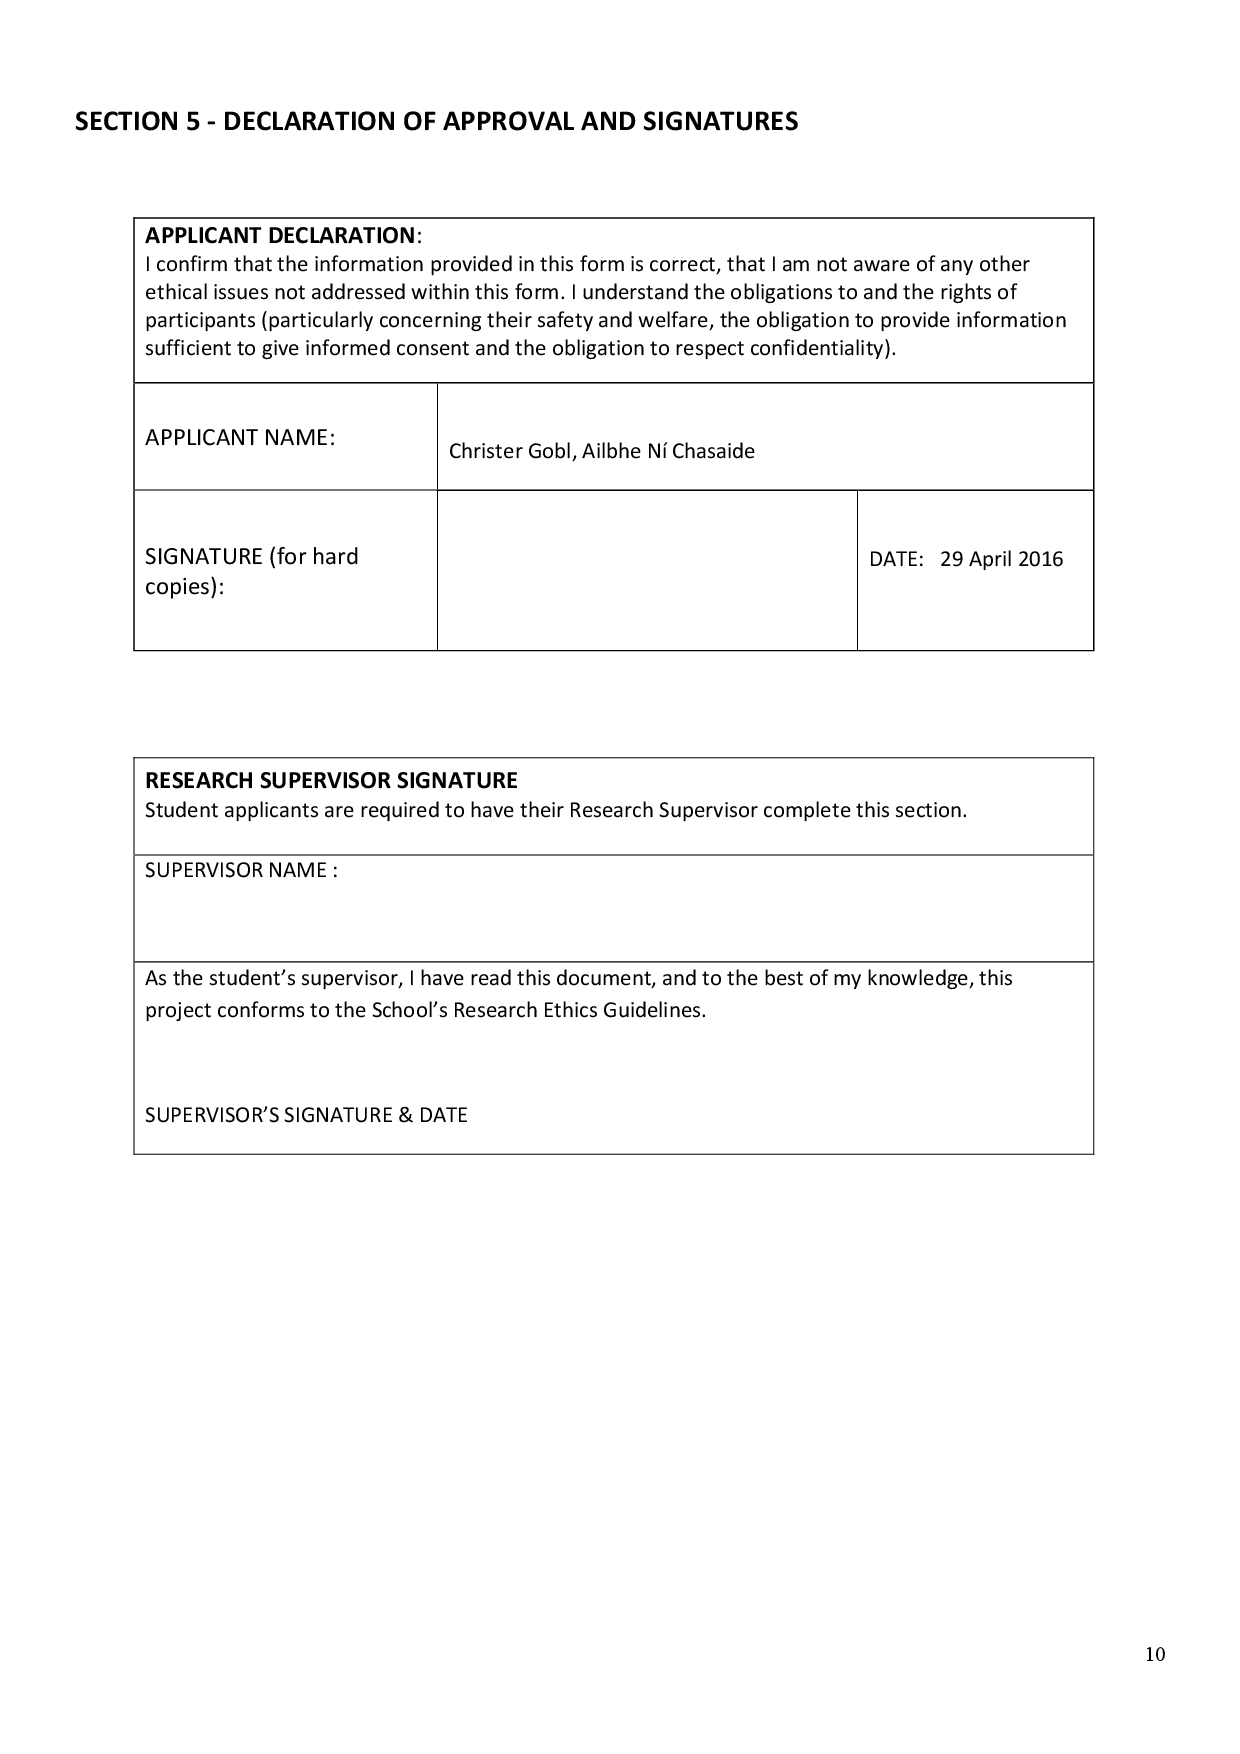 SECTION 5 - DECLARATION OF APPROVAL AND SIGNATURES
APPLICANT DECLARATION:
I confirm that the information provided in this form is correct, that I am not aware of any other
ethical issues not addressed within this form. I understand the obligations to and the rights of
participants (particularly concerning their safety and welfare, the obligation to provide information
sufficient to give informed consent and the obligation to respect confidentiality).
APPLICANT NAME:
Christer Gobl, Ailbhe Ní Chasaide
SIGNATURE (for hard
copies):
DATE: 29 April 2016
RESEARCH SUPERVISOR SIGNATURE
Student applicants are required to have their Research Supervisor complete this section.
SUPERVISOR NAME :
As the student’s supervisor, I have read this document, and to the best of my knowledge, this
project conforms to the School’s Research Ethics Guidelines.
SUPERVISOR’S SIGNATURE & DATE
10